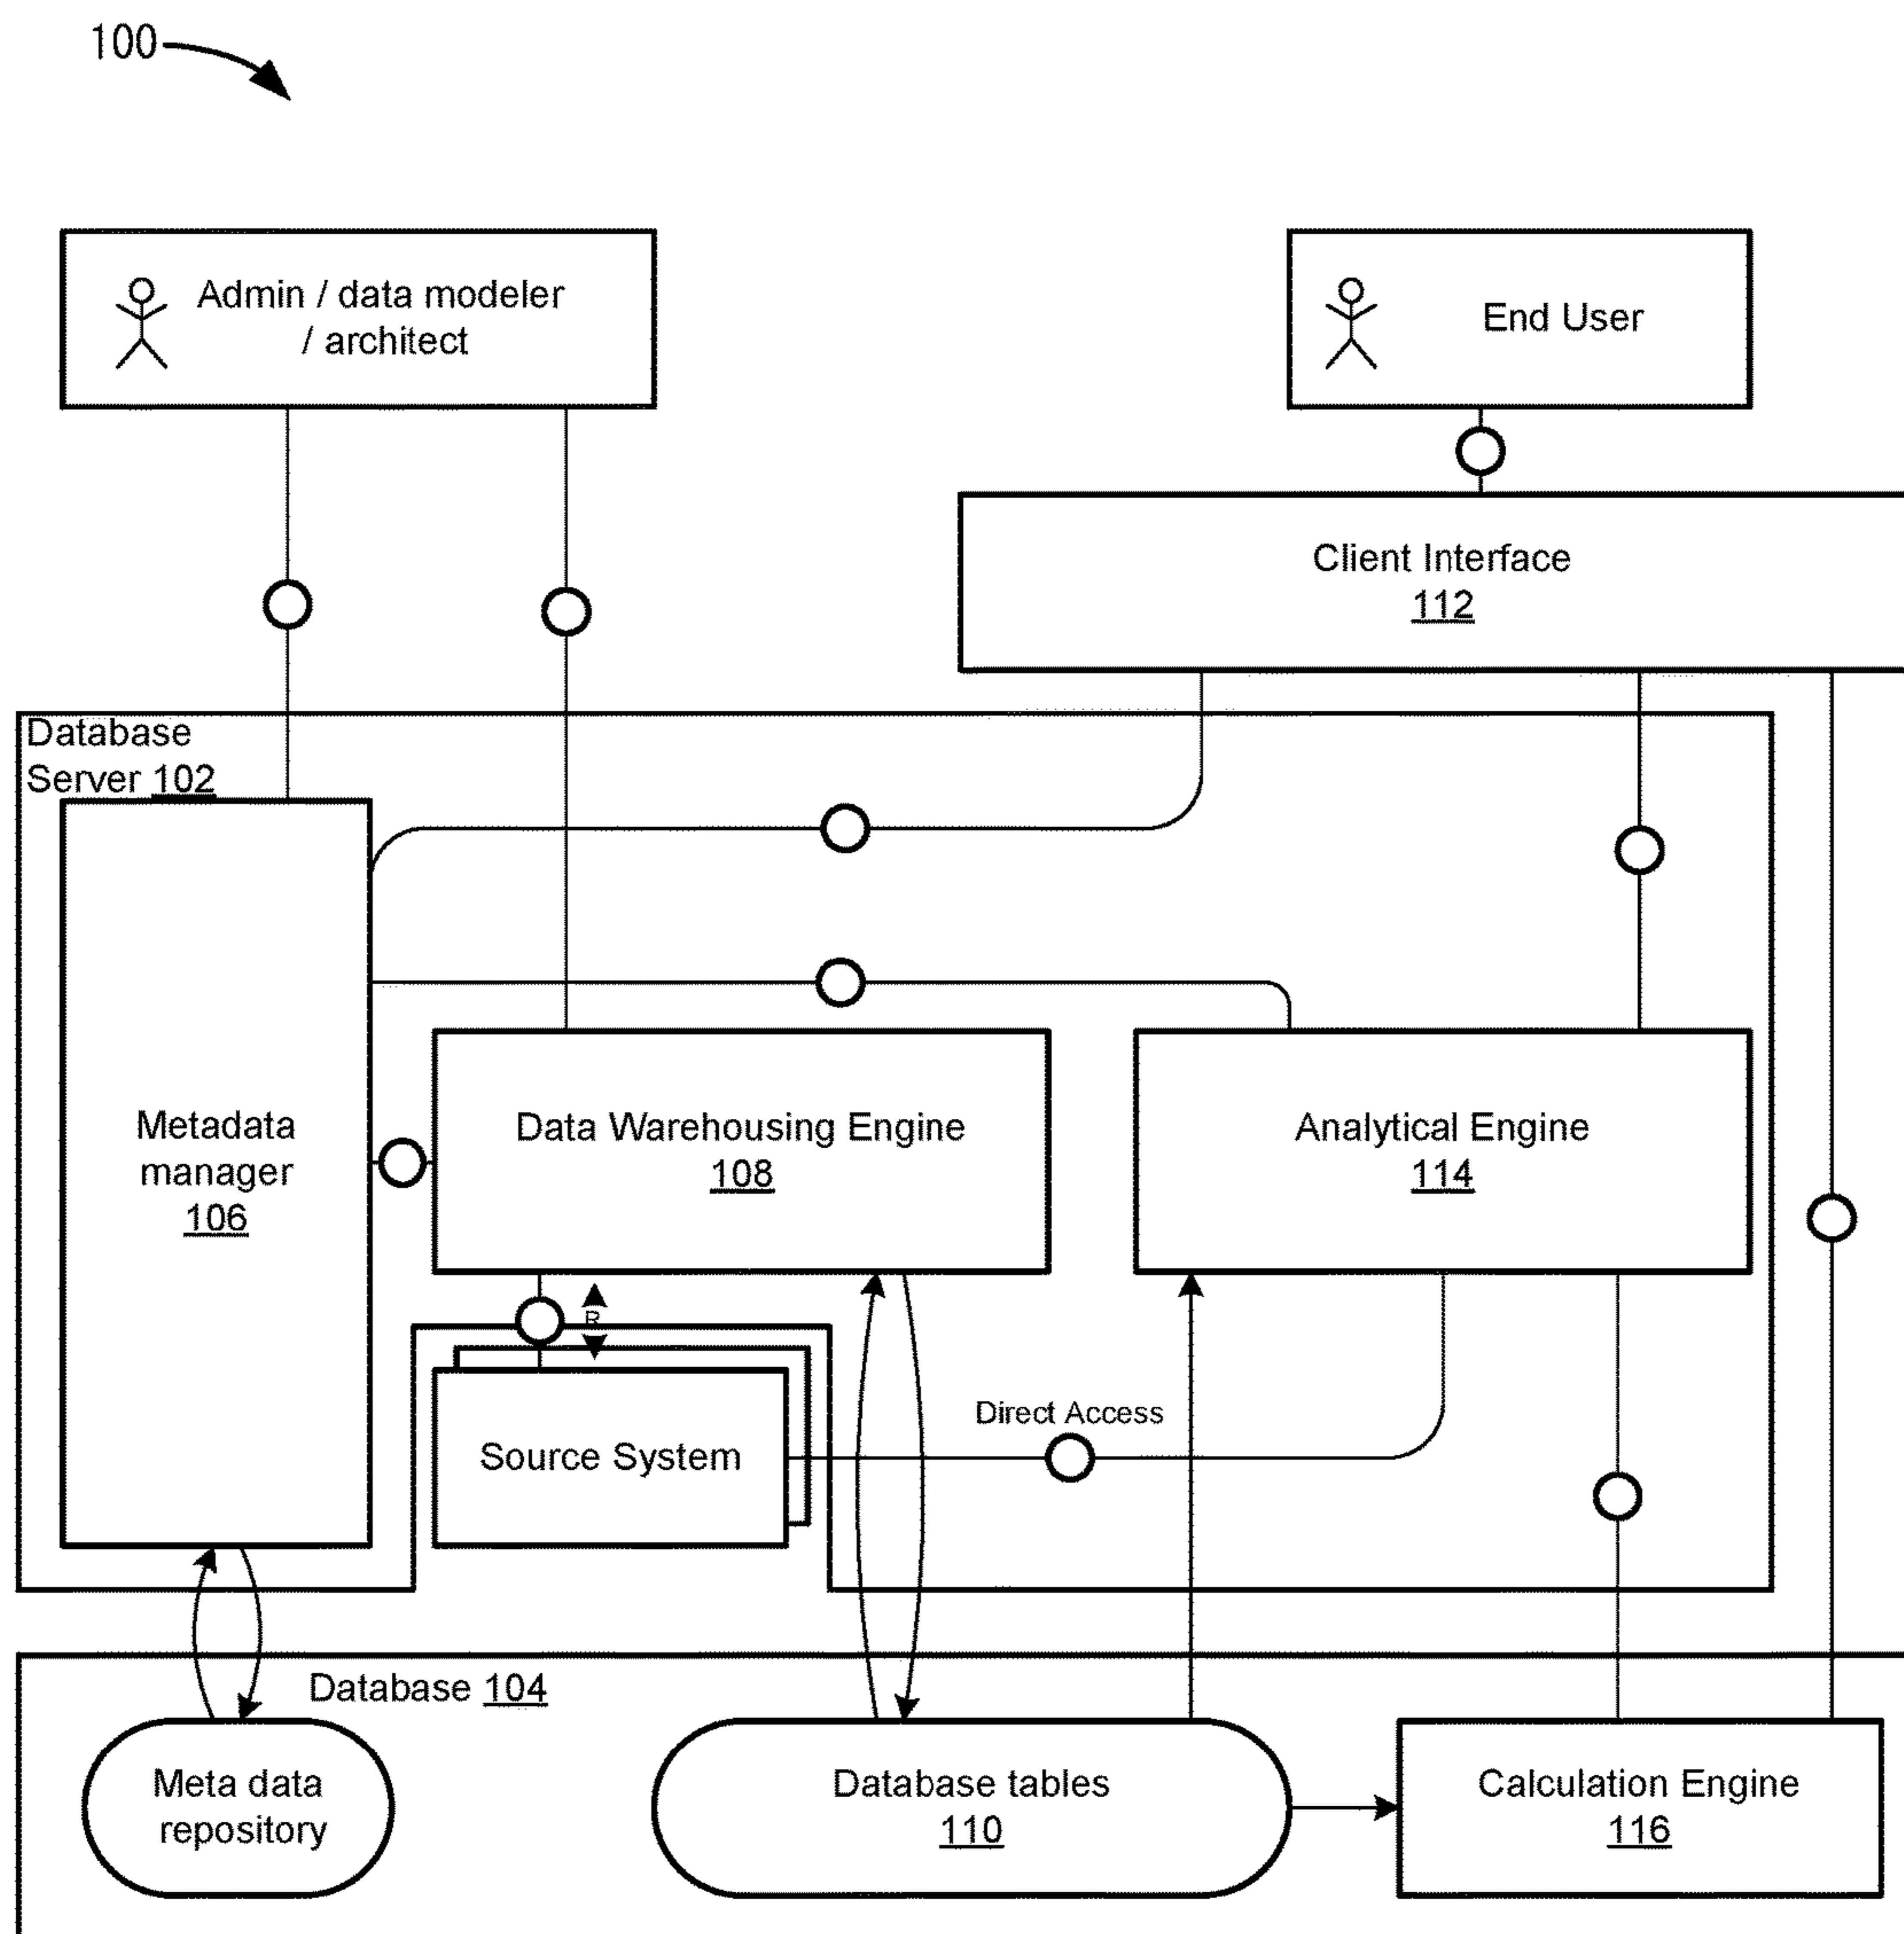 100
Admin / data modeler
/ architect
End User
Client Interface
112
Database
Server 102
Metadata
manager
106
Data Warehousing Engine
108
Analytical Engine
114
R
Direct Access
Source System
Database 104
Meta data
repository
Database tables
110
Calculation Engine
116